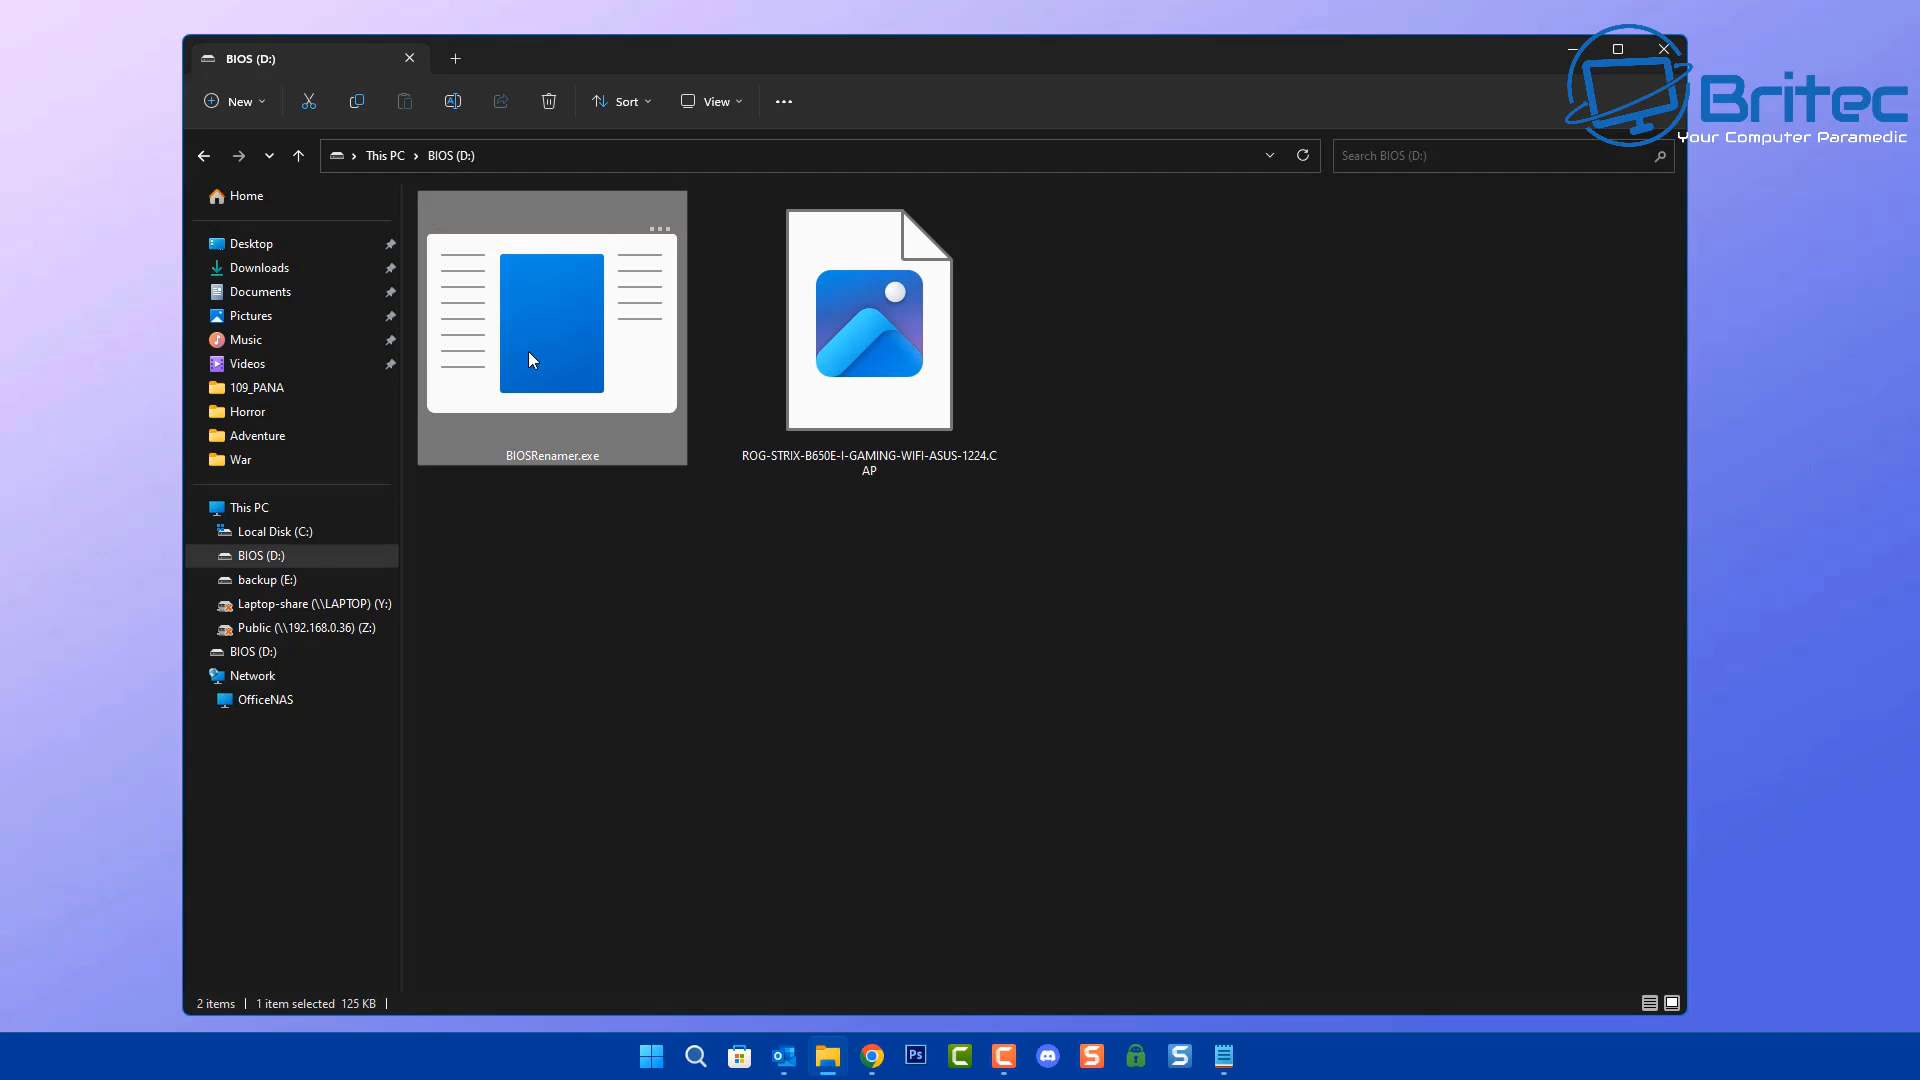 BIOS (D:)
Britec
Your Computer Paramedic
New
Sort
View
This PC
BIOS (D:)
Search BIOS (D:)
Home
Desktop
Downloads
Documents
Pictures
Music
Videos
109_PANA
Horror
Adventure
War
This PC
Local Disk (C:)
BIOS (D:)
backup (E:)
Laptop-share (\\LAPTOP) (Y:)
Public (\\192.168.0.36) (Z:)
BIOS (D:)
Network
OfficeNAS
BIOSRenamer.exe
ROG-STRIX-B650E-I-GAMING-WIFI-ASUS-1224.C
AP
2 items
1 item selected 125 KB
Ps